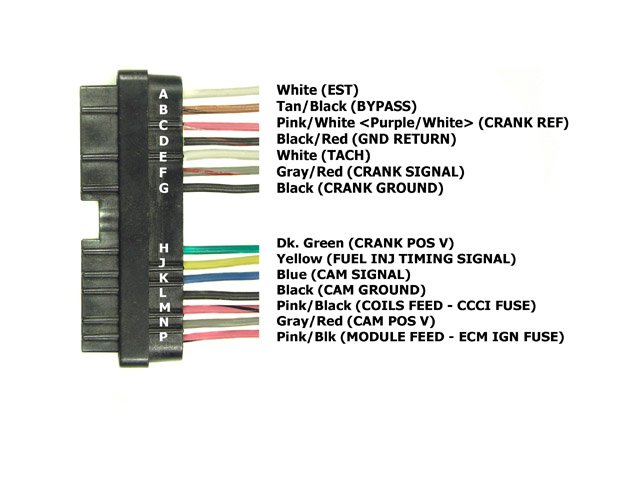 A White (EST)
B Tan/Black (BYPASS)
C Pink/White <Purple/White> (CRANK REF)
D Black/Red (GND RETURN)
E White (TACH)
F Gray/Red (CRANK SIGNAL)
G Black (CRANK GROUND)
H Dk. Green (CRANK POS V)
J Yellow (FUEL INJ TIMING SIGNAL)
K Blue (CAM SIGNAL)
L Black (CAM GROUND)
M Pink/Black (COILS FEED - CCCI FUSE)
N Gray/Red (CAM POS V)
P Pink/Blk (MODULE FEED - ECM IGN FUSE)